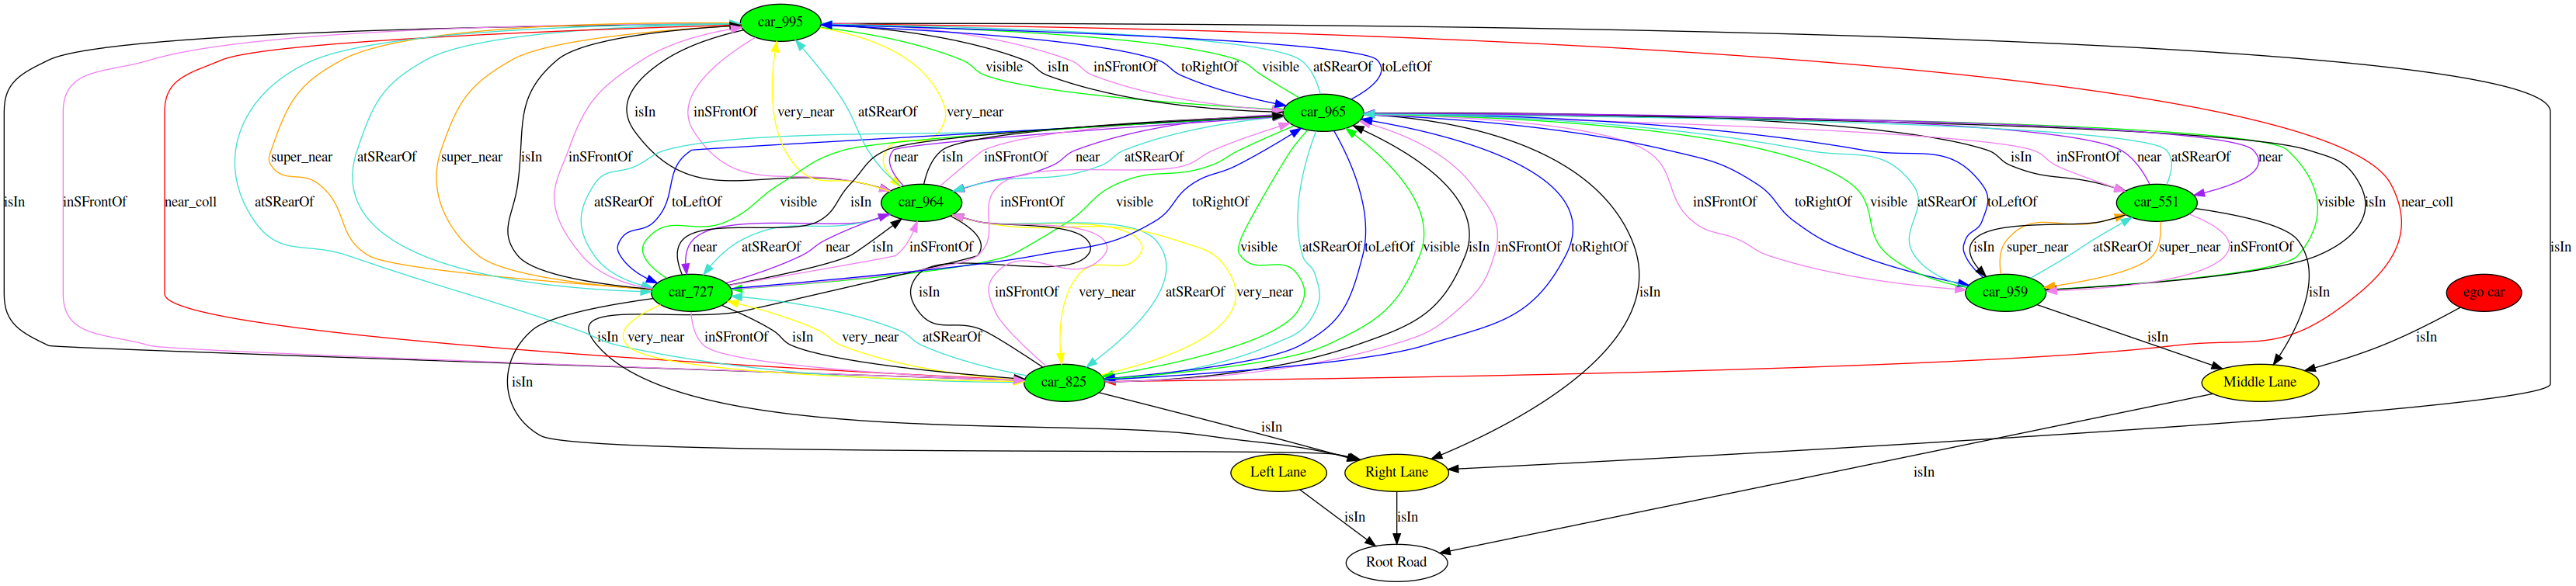 car_995
visible isIn inSFrontOf toRightOf visible atSRearOf toLeftOf
isIn inSFrontOf very_near atSRearOf very_near car_965
super_near atSRearOf super_near isIn inSFrontOf near isIn inSFrontOf near atSRearOf isIn inSFrontOf near atSRearOf near
isIn inSFrontOf near_coll atSRearOf atSRearOf toLeftOf visible isIn car_964 inSFrontOf visible toRightOf inSFrontOf toRightOf visible atSRearOf toLeftOf car_551 visible isIn near_coll
near atSRearOf near isIn inSFrontOf visible atSRearOf toLeftOf visible isIn inSFrontOf toRightOf isIn super_near atSRearOf super_near inSFrontOf isIn
car_727 isIn inSFrontOf very_near atSRearOf very_near isIn car_959 isIn ego car
isIn very_near inSFrontOf isIn very_near atSRearOf isIn isIn
isIn car_825 Middle Lane
isIn
Left Lane Right Lane isIn
isIn isIn
Root Road